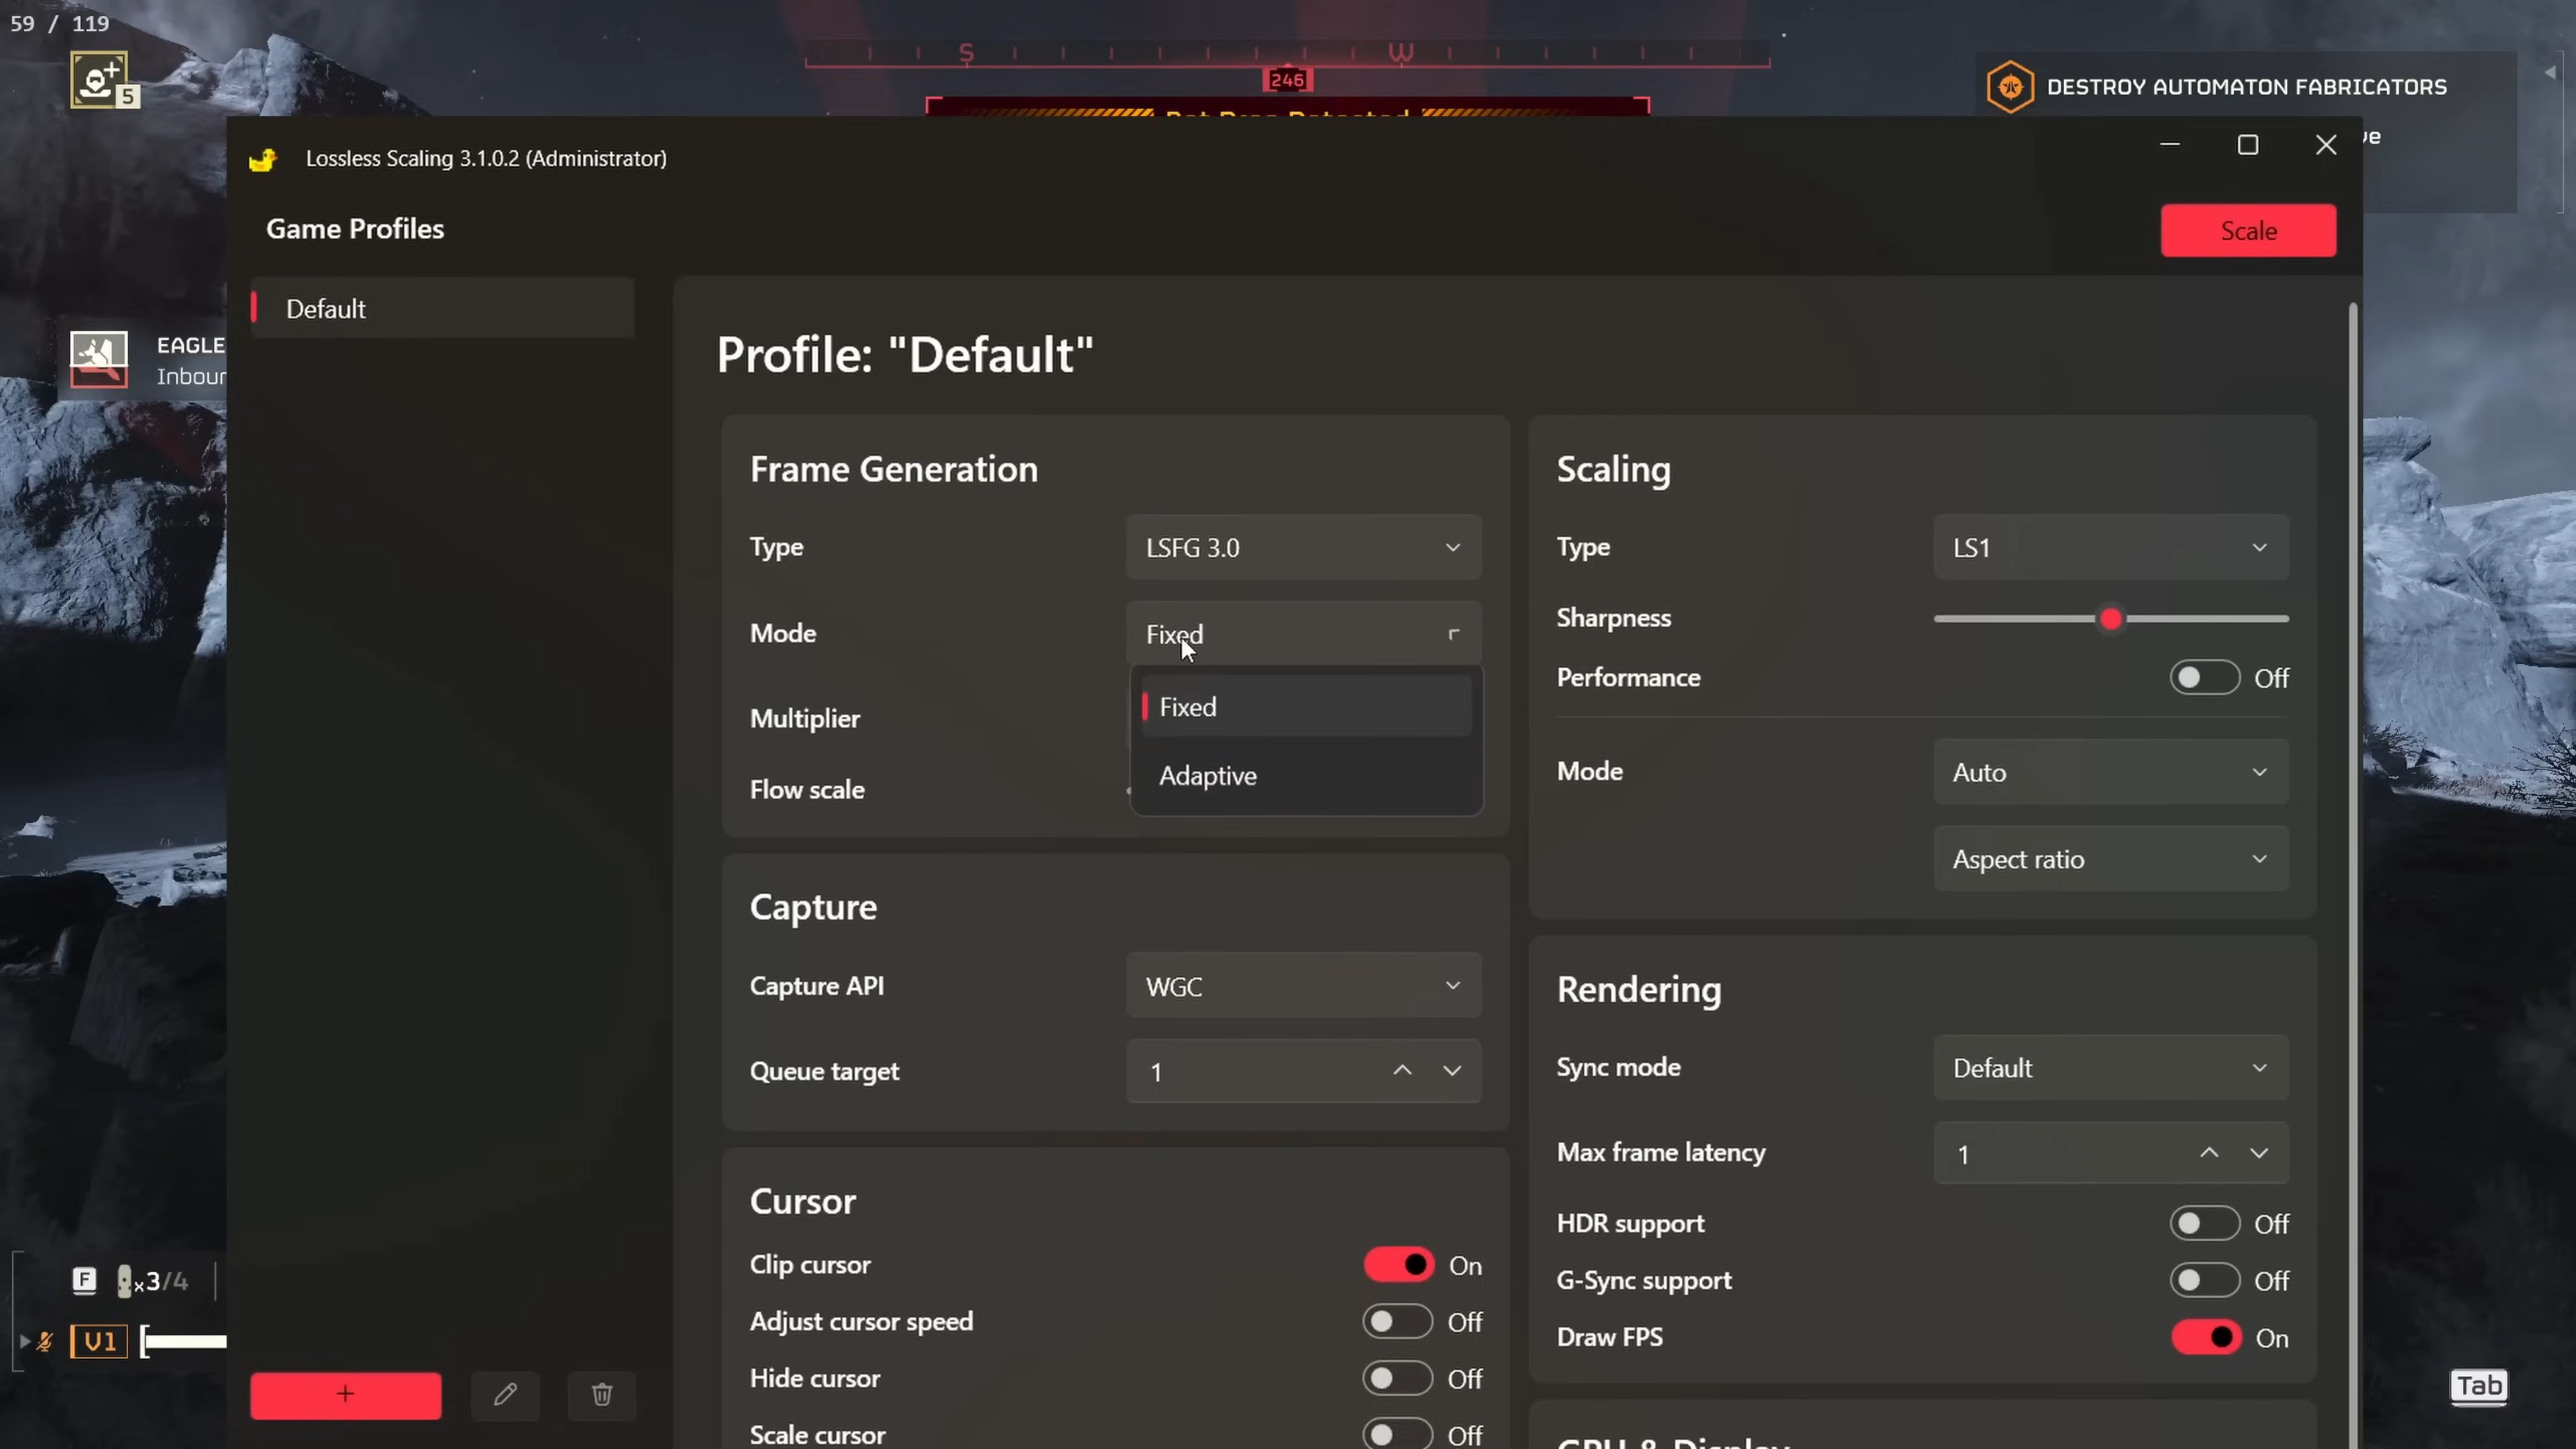 59 / 119
S
W
246
DESTROY AUTOMATON FABRICATORS
5
Lossless Scaling 3.1.0.2 (Administrator)
Game Profiles
Scale
Default
EAGLE
Profile: "Default"
Frame Generation
Type
LSFG 3.0
Mode
Fixed
Fixed
Adaptive
Multiplier
Flow scale
Scaling
Type
LS1
Sharpness
Performance
Off
Mode
Auto
Aspect ratio
Capture
Capture API
WGC
Queue target
1
Rendering
Sync mode
Default
Max frame latency
1
HDR support
Off
G-Sync support
Off
Draw FPS
On
Cursor
Clip cursor
On
Adjust cursor speed
Off
Hide cursor
Off
Scale cursor
Off
F
x3/4
V1
+
Tab